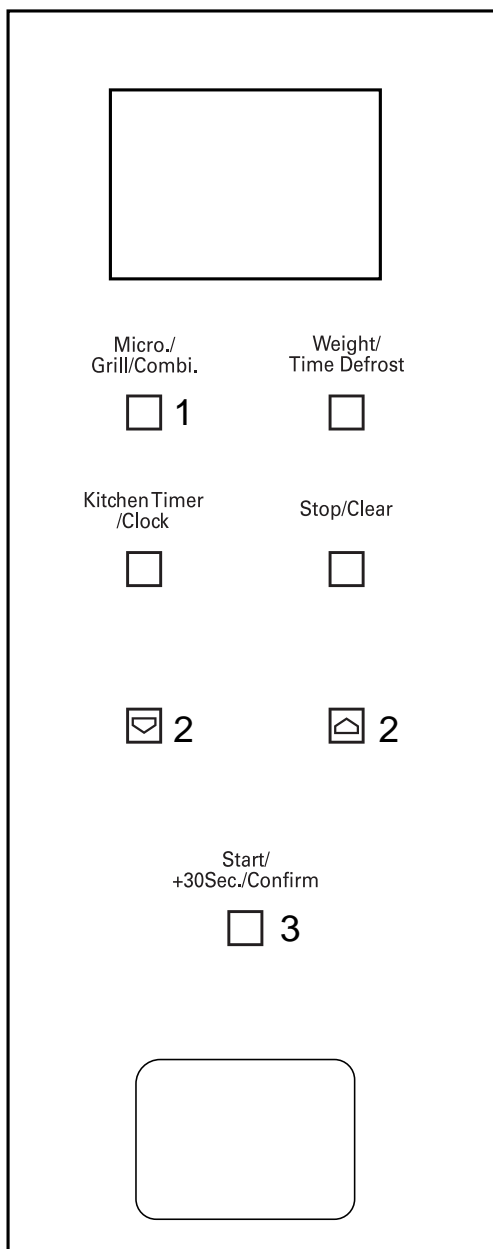 Micro./
Grill/Combi.
Weight/
Time Defrost
1
Kitchen Timer
/Clock
Stop/Clear
2
2
Start/
+30Sec./Confirm
3